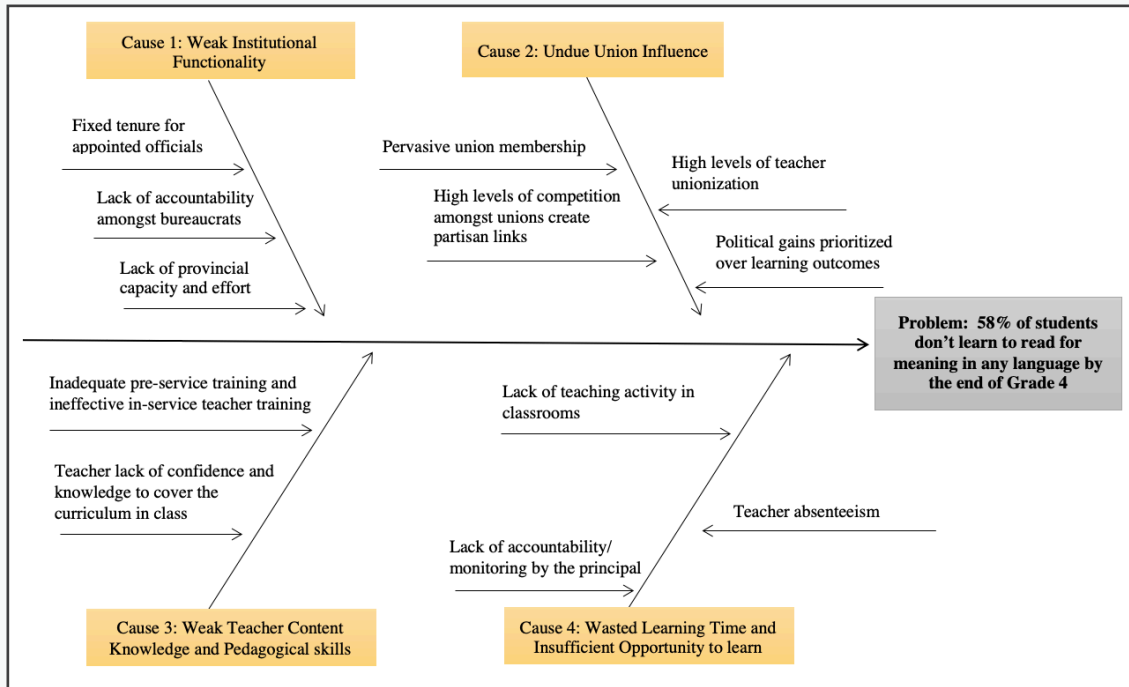 Cause 1: Weak Institutional
Functionality
Cause 2: Undue Union Influence
Fixed tenure for
appointed officials
Lack of accountability
amongst bureaucrats
Lack of provincial
capacity and effort
Pervasive union membership
High levels of competition
amongst unions create
partisan links
High levels of teacher
unionization
Political gains prioritized
over learning outcomes
Problem:  58% of students
don’t learn to read for
meaning in any language by
the end of Grade 4
Inadequate pre-service training and
ineffective in-service teacher training
Teacher lack of confidence and
knowledge to cover the
curriculum in class
Lack of teaching activity in
classrooms
Teacher absenteeism
Lack of accountability/
monitoring by the principal
Cause 3: Weak Teacher Content
Knowledge and Pedagogical skills
Cause 4: Wasted Learning Time and
Insufficient Opportunity to learn